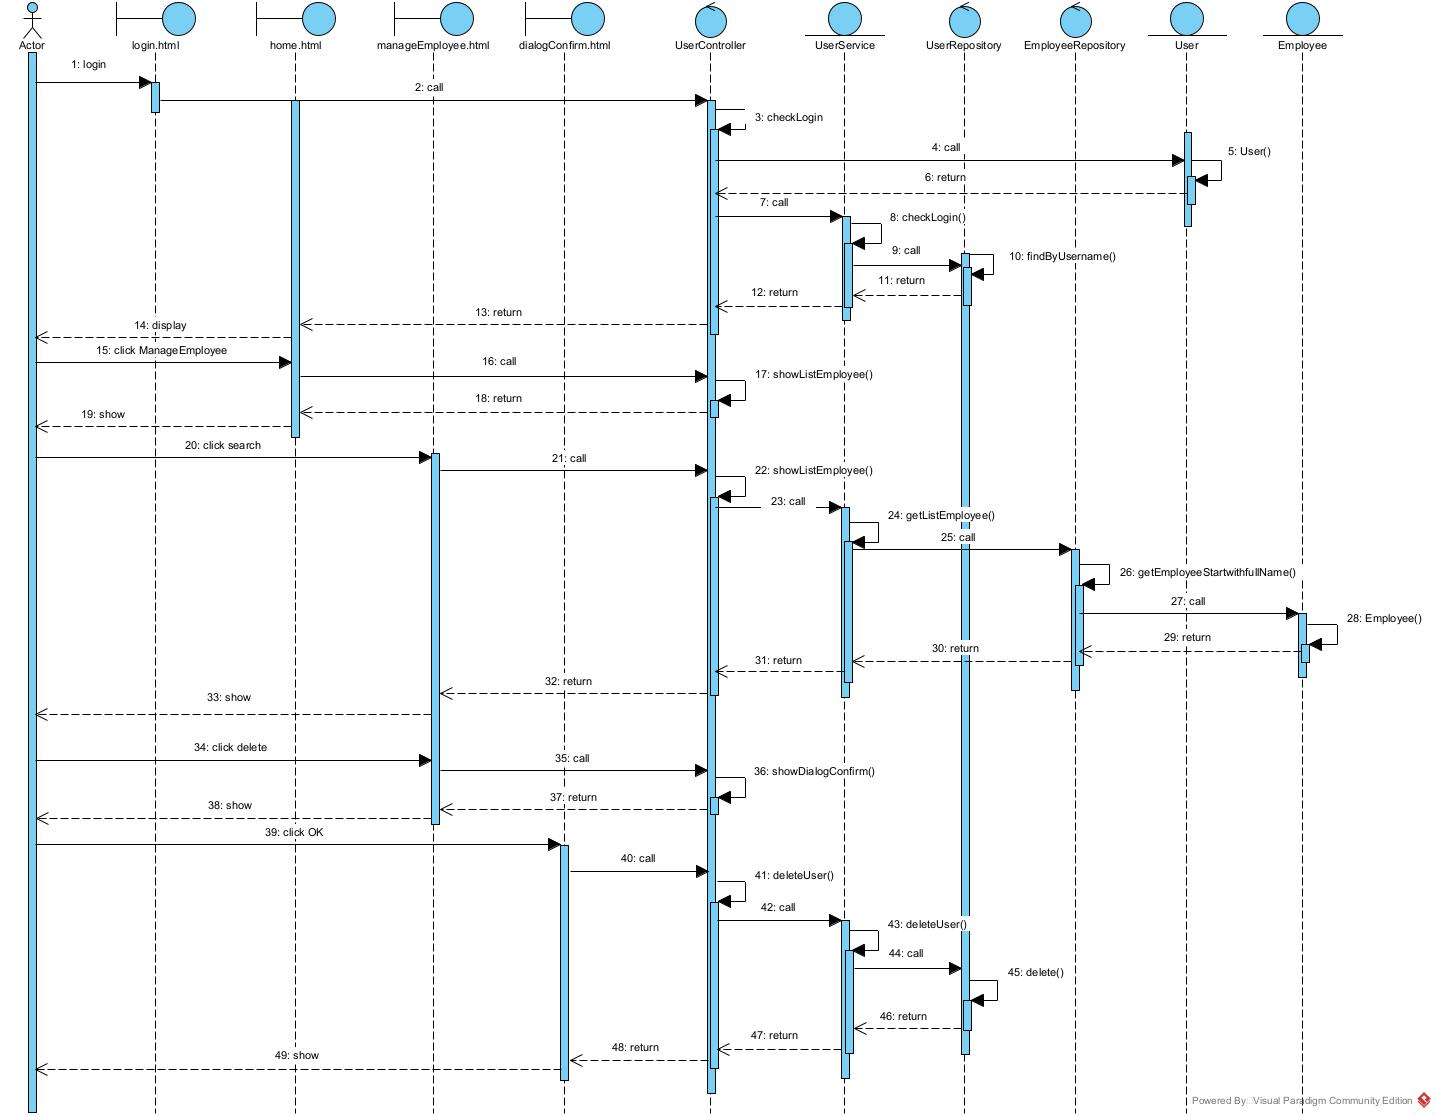 Actor
login.html
home.html
manageEmployee.html
dialogConfirm.html
UserController
UserService
UserRepository
EmployeeRepository
User
Employee
1: login
2: call
3: checkLogin
4: call
5: User()
6: return
7: call
8: checkLogin()
9: call
10: findByUsername()
11: return
12: return
13: return
14: display
15: click ManageEmployee
16: call
17: showListEmployee()
18: return
19: show
20: click search
21: call
22: showListEmployee()
23: call
24: getListEmployee()
25: call
26: getEmployeeStartwithfullName()
27: call
28: Employee()
29: return
30: return
31: return
32: return
33: show
34: click delete
35: call
36: showDialogConfirm()
37: return
38: show
39: click OK
40: call
41: deleteUser()
42: call
43: deleteUser()
44: call
45: delete()
46: return
47: return
48: return
49: show
Powered By Visual Paradigm Community Edition